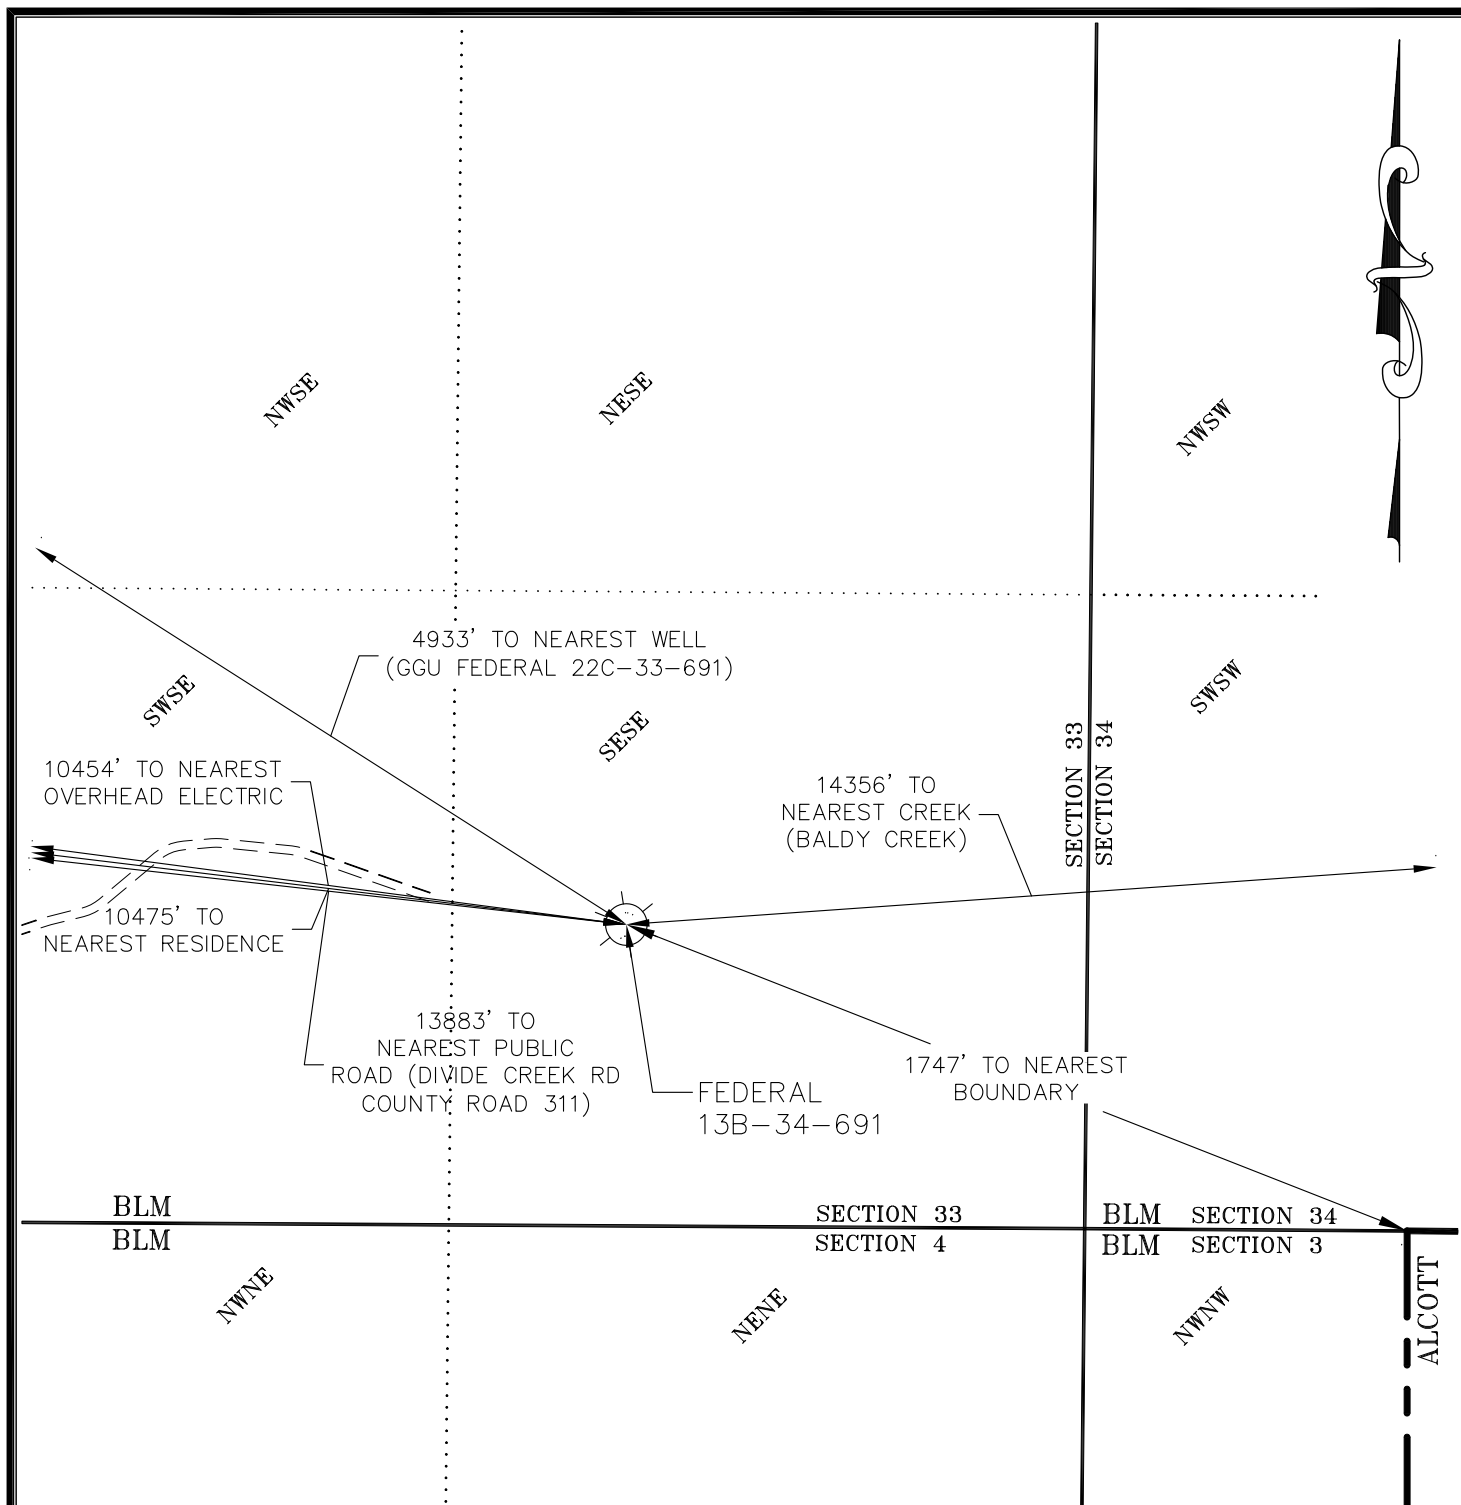 NWSE
NESE
NWSW
4933' TO NEAREST WELL
(GGU FEDERAL 22C-33-691)
SWSE
SESE
SWSW
SECTION 33
SECTION 34
10454' TO NEAREST
OVERHEAD ELECTRIC
14356' TO
NEAREST CREEK
(BALDY CREEK)
10475' TO
NEAREST RESIDENCE
13883' TO
NEAREST PUBLIC
ROAD (DIVIDE CREEK RD
COUNTY ROAD 311)
FEDERAL
13B-34-691
1747' TO NEAREST
BOUNDARY
BLM
SECTION 33
BLM SECTION 34
BLM
SECTION 4
BLM SECTION 3
NWNE
NENE
NWNW
ALCOTT